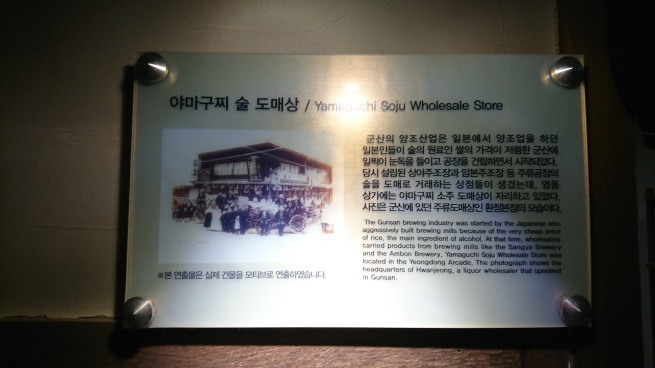 야마구찌 술 도매상 / Yamaguchi Soju Wholesale Store
군산의 양조산업은 일본에서 양조업을 하던
일본인들이 술의 원료인 쌀의 가격이 저렴한 군산에
일찍이 눈독을 들이고 공장을 건립하면서 시작되었다.
당시 설립된 상야주조장과 암본주조장 등 주류공장의
술을 도매로 거래하는 상점들이 생겼는데, 영동
상가에는 야마구찌 소주 도매상이 자리하고 있었다.
사진은 군산에 있던 주류도매상인 환정본점의 모습이다.
The Gunsan brewing industry was started by the Japanese who
aggressively built brewing mills because of the very cheap price
of rice, the main ingredient of alcohol. At that time, wholesalers
carried products from brewing mills like the Sangya Brewery
and the Ambon Brewery. Yamaguchi Soju Wholesale Store was
located in the Yeongdong Arcade. The photograph shows the
headquarters of Hwanjeong, a liquor wholesaler that operated
in Gunsan.
※본 연출물은 실제 건물을 모티브로 연출하였습니다.